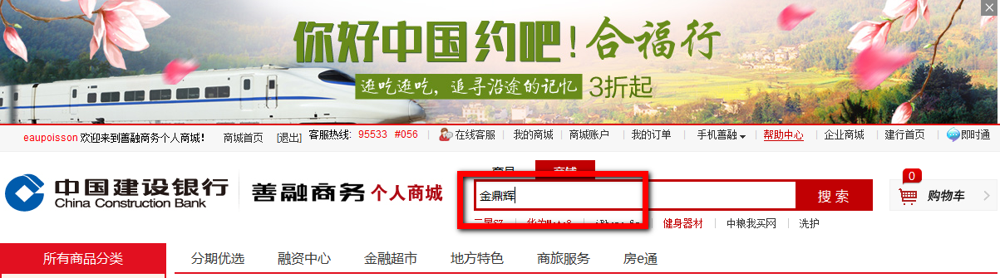 你好中国约吧!合福行
逛吃逛吃，追寻沿途的记忆 3折起
eaupoisson 欢迎来到善融商务个人商城! 商城首页 [退出] 客服热线: 95533 #056 在线客服 我的商城 商城账户 我的订单 手机善融 帮助中心 企业商城 建行首页 即时通
商铺
中国建设银行 善融商务 个人商城
China Construction Bank
金鼎辉 搜 索
0 购物车
健身器材 中粮我买网 洗护
所有商品分类 分期优选 融资中心 金融超市 地方特色 商旅服务 房e通